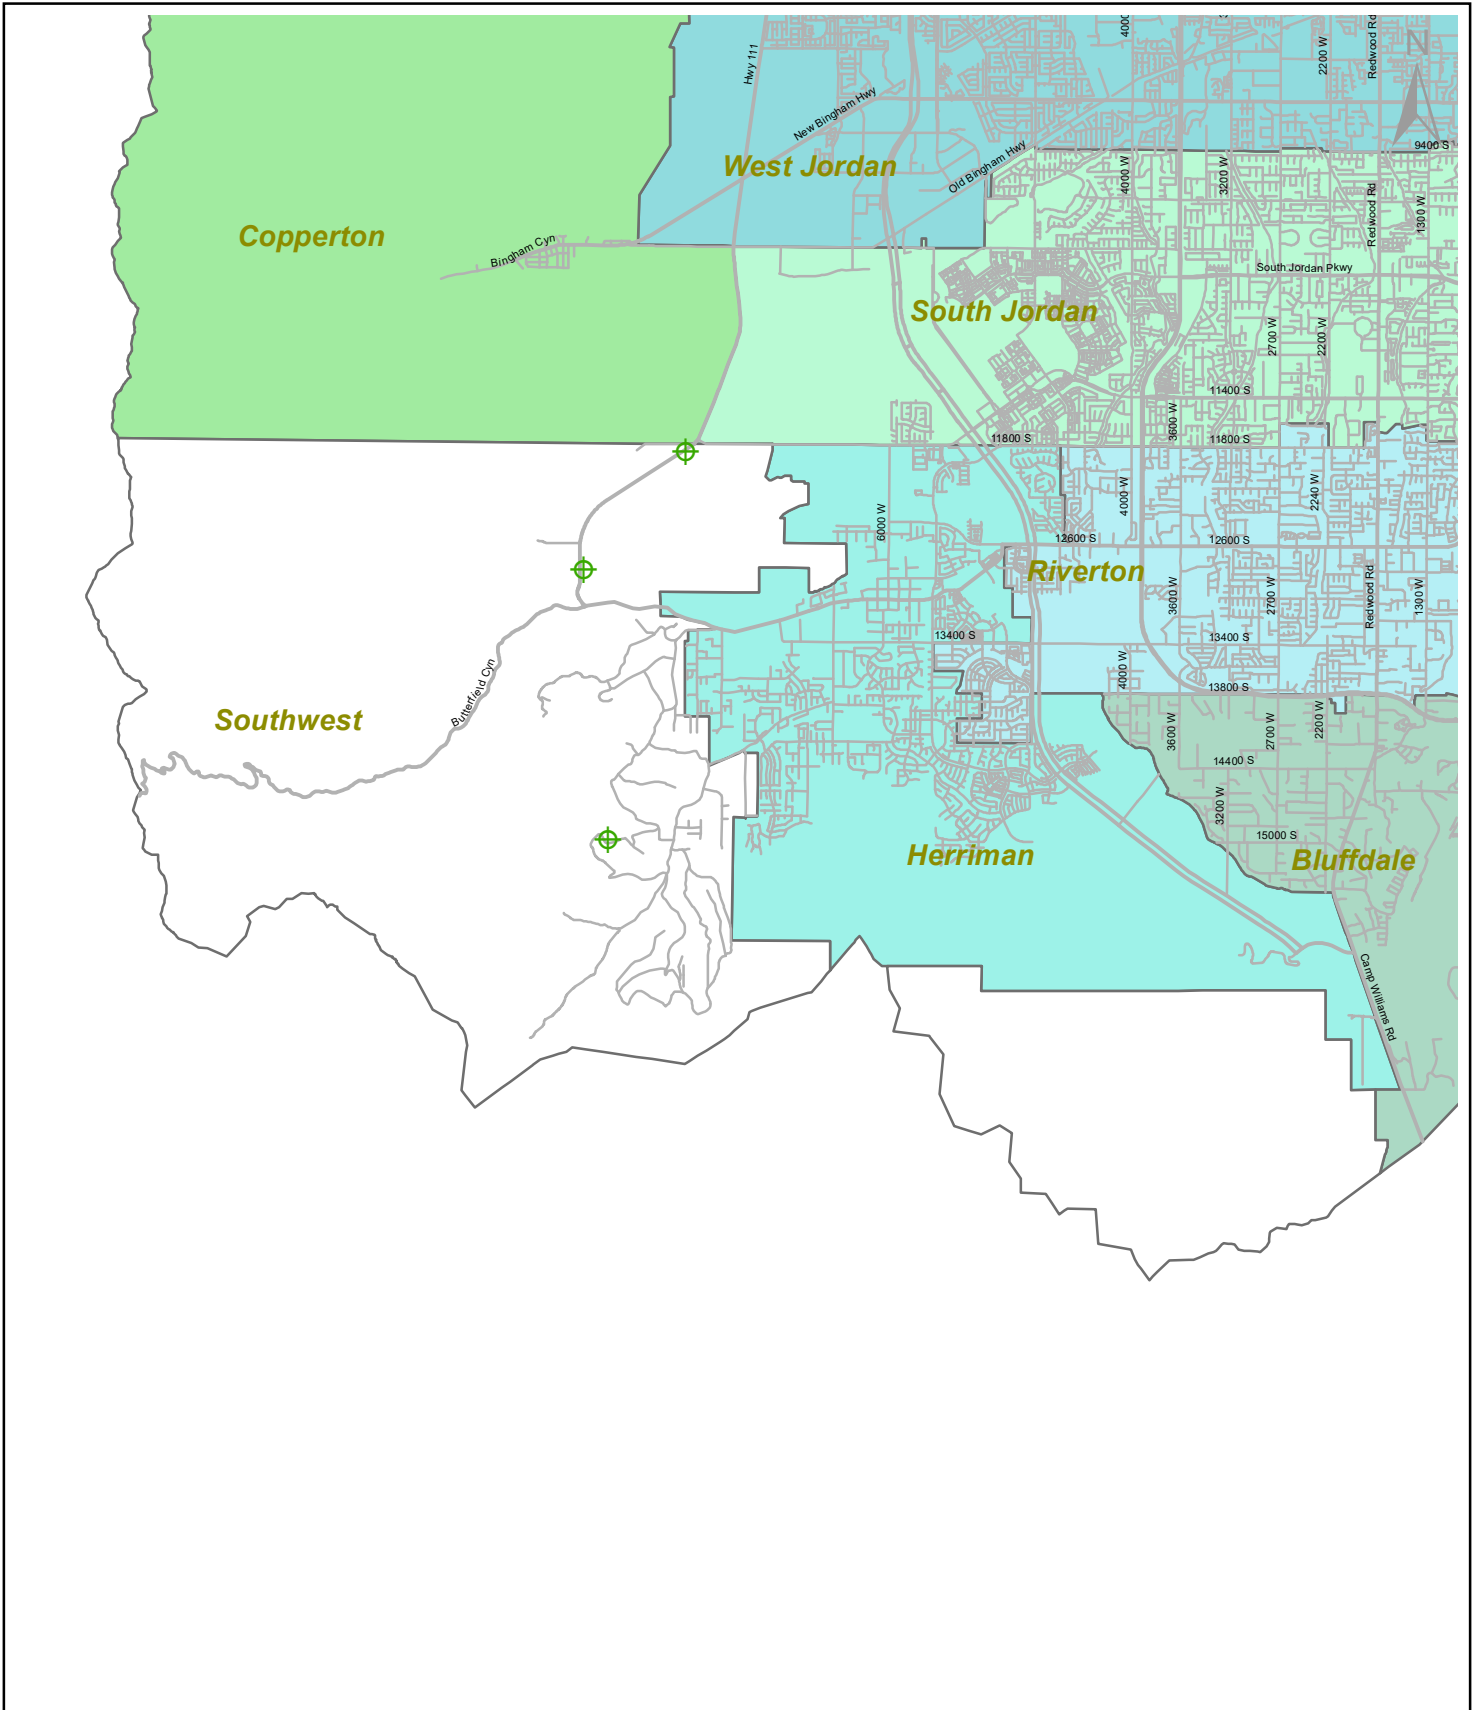 4000
2200 W
Redwood Rd
N
Hwy 111
New Bingham Hwy
9400 S
Old Bingham Hwy
West Jordan
4000 W
3200 W
Redwood Rd
1300 W
Copperton
Bingham Cyn
South Jordan Pkwy
South Jordan
2700 W
2200 W
11400 S
3600 W
11800 S
11800 S
4000 W
2240 W
6000 W
12600 S
12600 S
Riverton
3600 W
2700 W
Redwood Rd
1300 W
13400 S
13400 S
4000 W
13800 S
Butterfield Cyn
Southwest
3600 W
2700 W
2200 W
14400 S
3200 W
15000 S
Herriman
Bluffdale
Camp Williams Rd